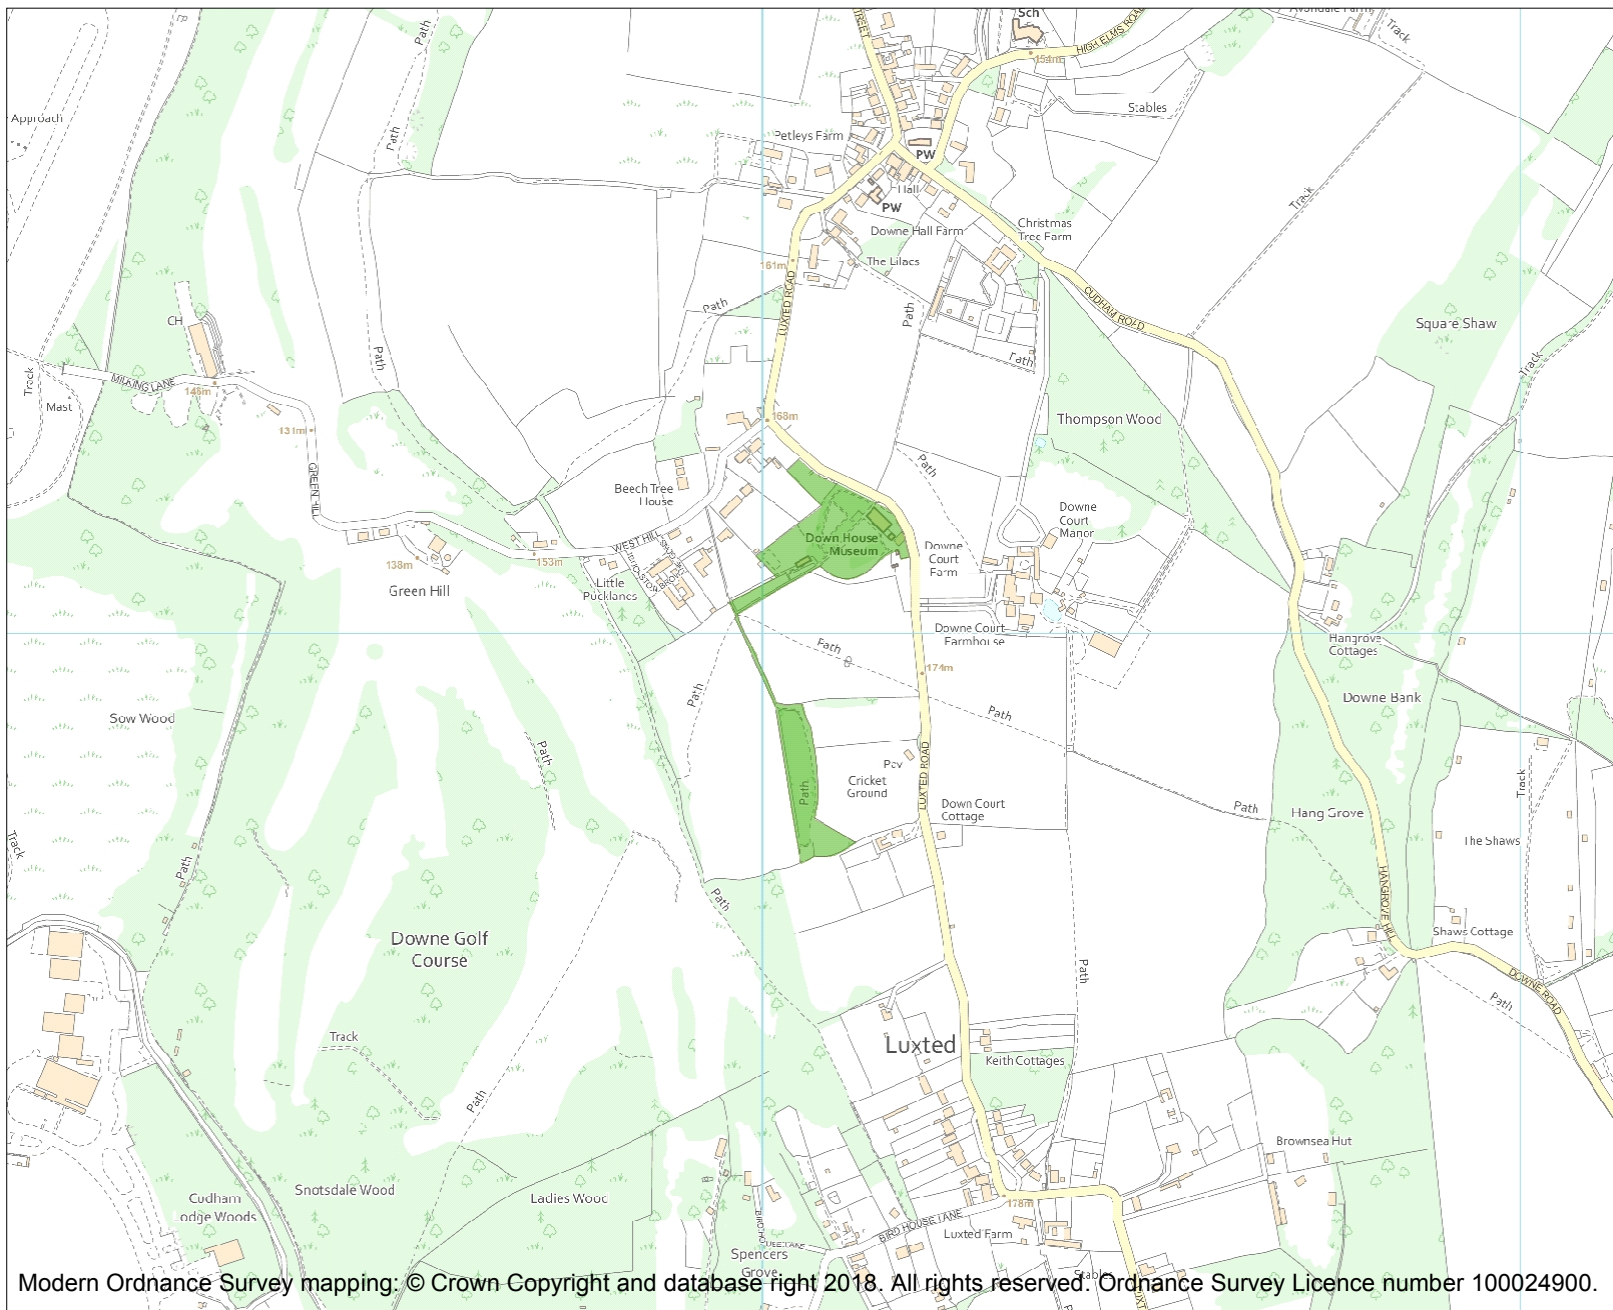 Sch
HIGH ELMS ROAD
154m
Track
Path
Approach
Stables
Petleys Farm
Path
PW
Hall
PW
Track
Downe Hall Farm
Christmas
Tree Farm
The Lilacs
161m
LUXTED ROAD
Path
Path
CUDHAM ROAD
CH
Square Shaw
Path
Path
Track
Track
MILKING LANE
146m
Mast
168m
131m
Thompson Wood
GREEN HILL
Path
Beech Tree
House
Downe
Court
Manor
Down House
Museum
WEST HILL
Downe
Court
Farm
138m
153m
Green Hill
Little
Pucklands
Downe Court
Farmhouse
Hangrove
Cottages
Path
174m
Path
Downe Bank
Sow Wood
Path
Path
LUXTED ROAD
Pav
Cricket
Ground
Path
Track
Down Court
Cottage
Path
Hang Grove
The Shaws
Track
Path
Path
HANGROVE HILL
Shaws Cottage
Downe Golf
Course
Path
DOWNE ROAD
Path
Track
Luxted
Keith Cottages
Path
Brownsea Hut
Snotsdale Wood
Ladies Wood
Cudham
Lodge Woods
178m
BIRD HOUSE LANE
Luxted Farm
Spencers
Grove
Stables
Modern Ordnance Survey mapping: © Crown Copyright and database right 2018. All rights reserved. Ordnance Survey Licence number 100024900.